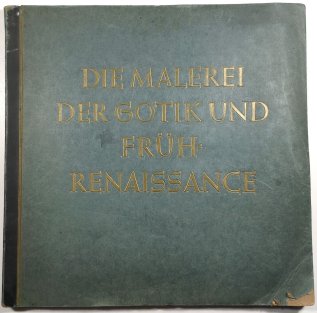 DIE MALEREI
DER GOTIK UND
FRÜH-
RENAISSANCE